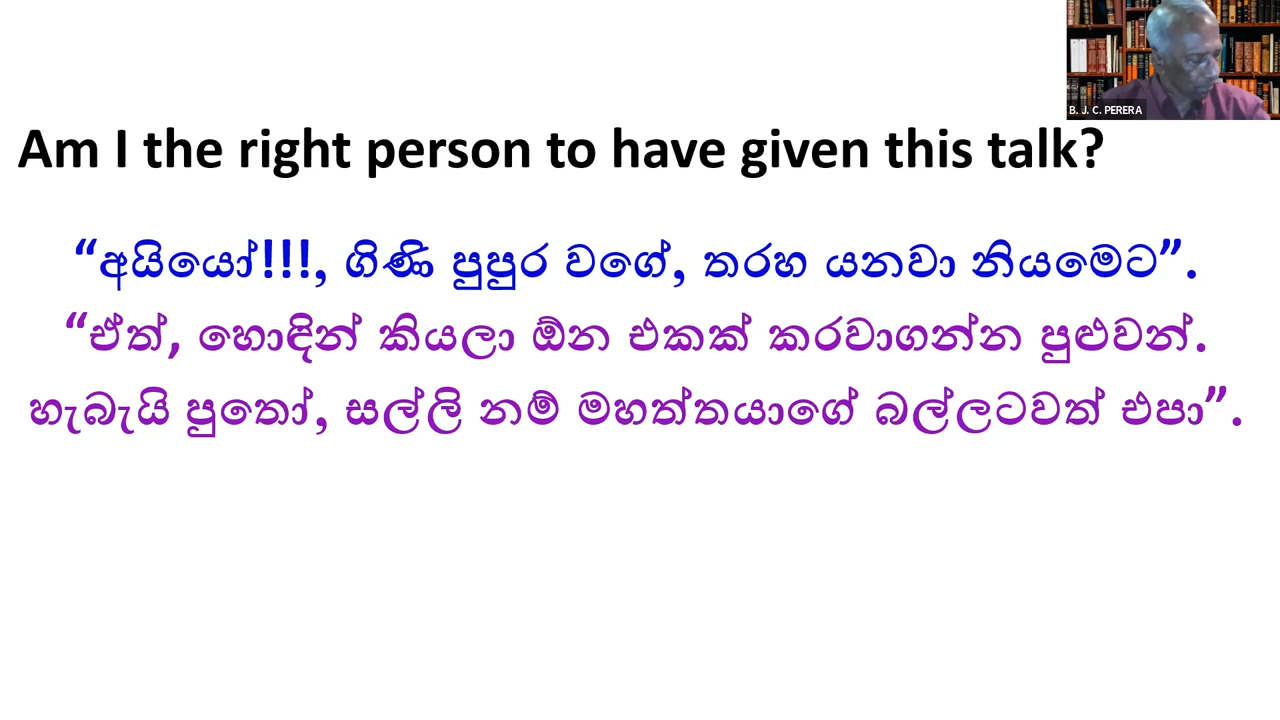 B. J. C. PERERA
Am I the right person to have given this talk?
“අයියෝ!!!, ගිණි පුපුර වගේ, තරහ යනවා නියමෙට”.
“ඒත්, හොඳින් කියලා ඕන එකක් කරවාගන්න පුළුවන්.
හැබැයි පුතෝ, සල්ලි නම් මහත්තයාගේ බල්ලටවත් එපා”.